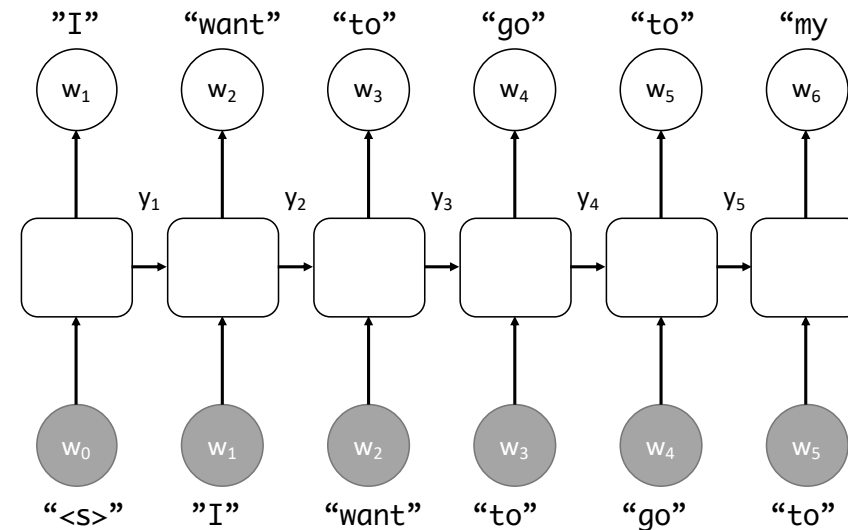 ”I” “want” “to” “go” “to” “my
w₁ w₂ w₃ w₄ w₅ w₆
y₁ y₂ y₃ y₄ y₅
w₀ w₁ w₂ w₃ w₄ w₅
“<s>” ”I” “want” “to” “go” “to”